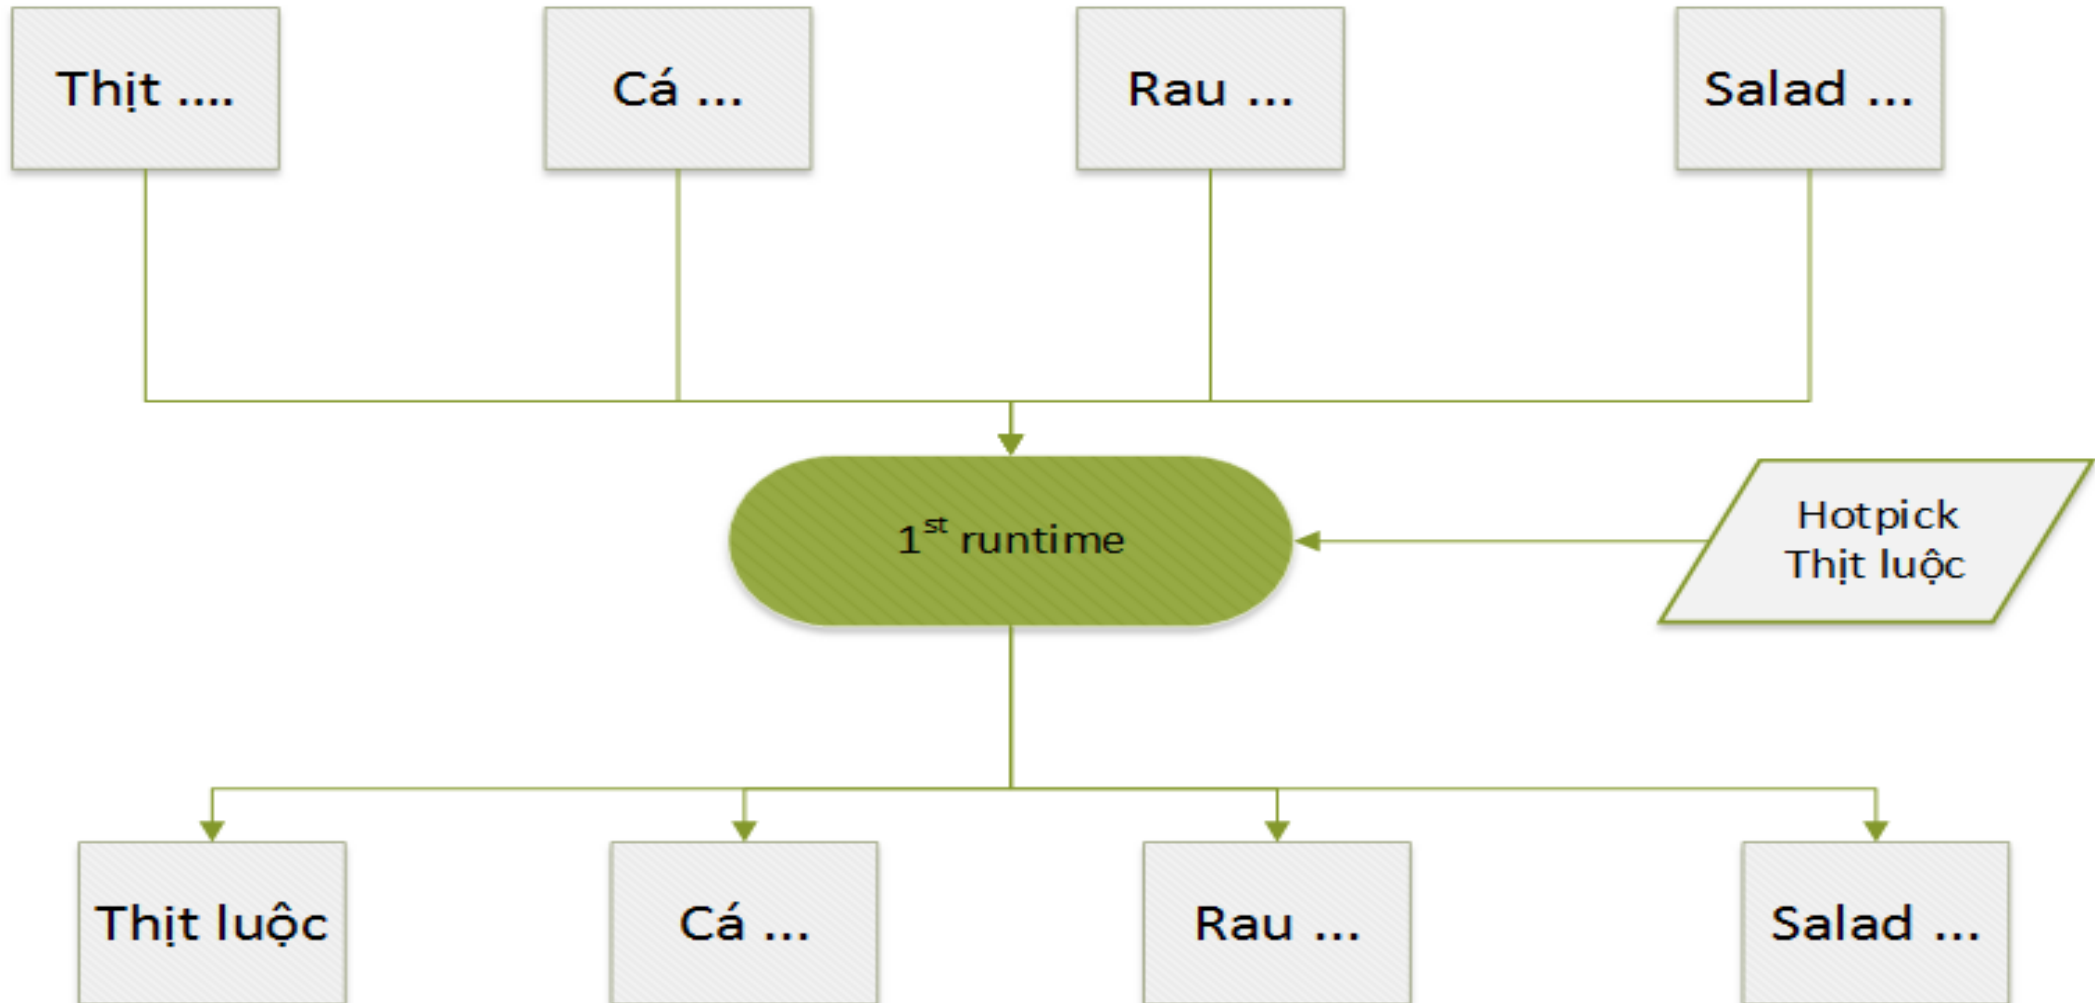 Thịt ....
Cá ...
Rau ...
Salad ...
1st runtime
Hotpick
Thịt luộc
Thịt luộc
Cá ...
Rau ...
Salad ...